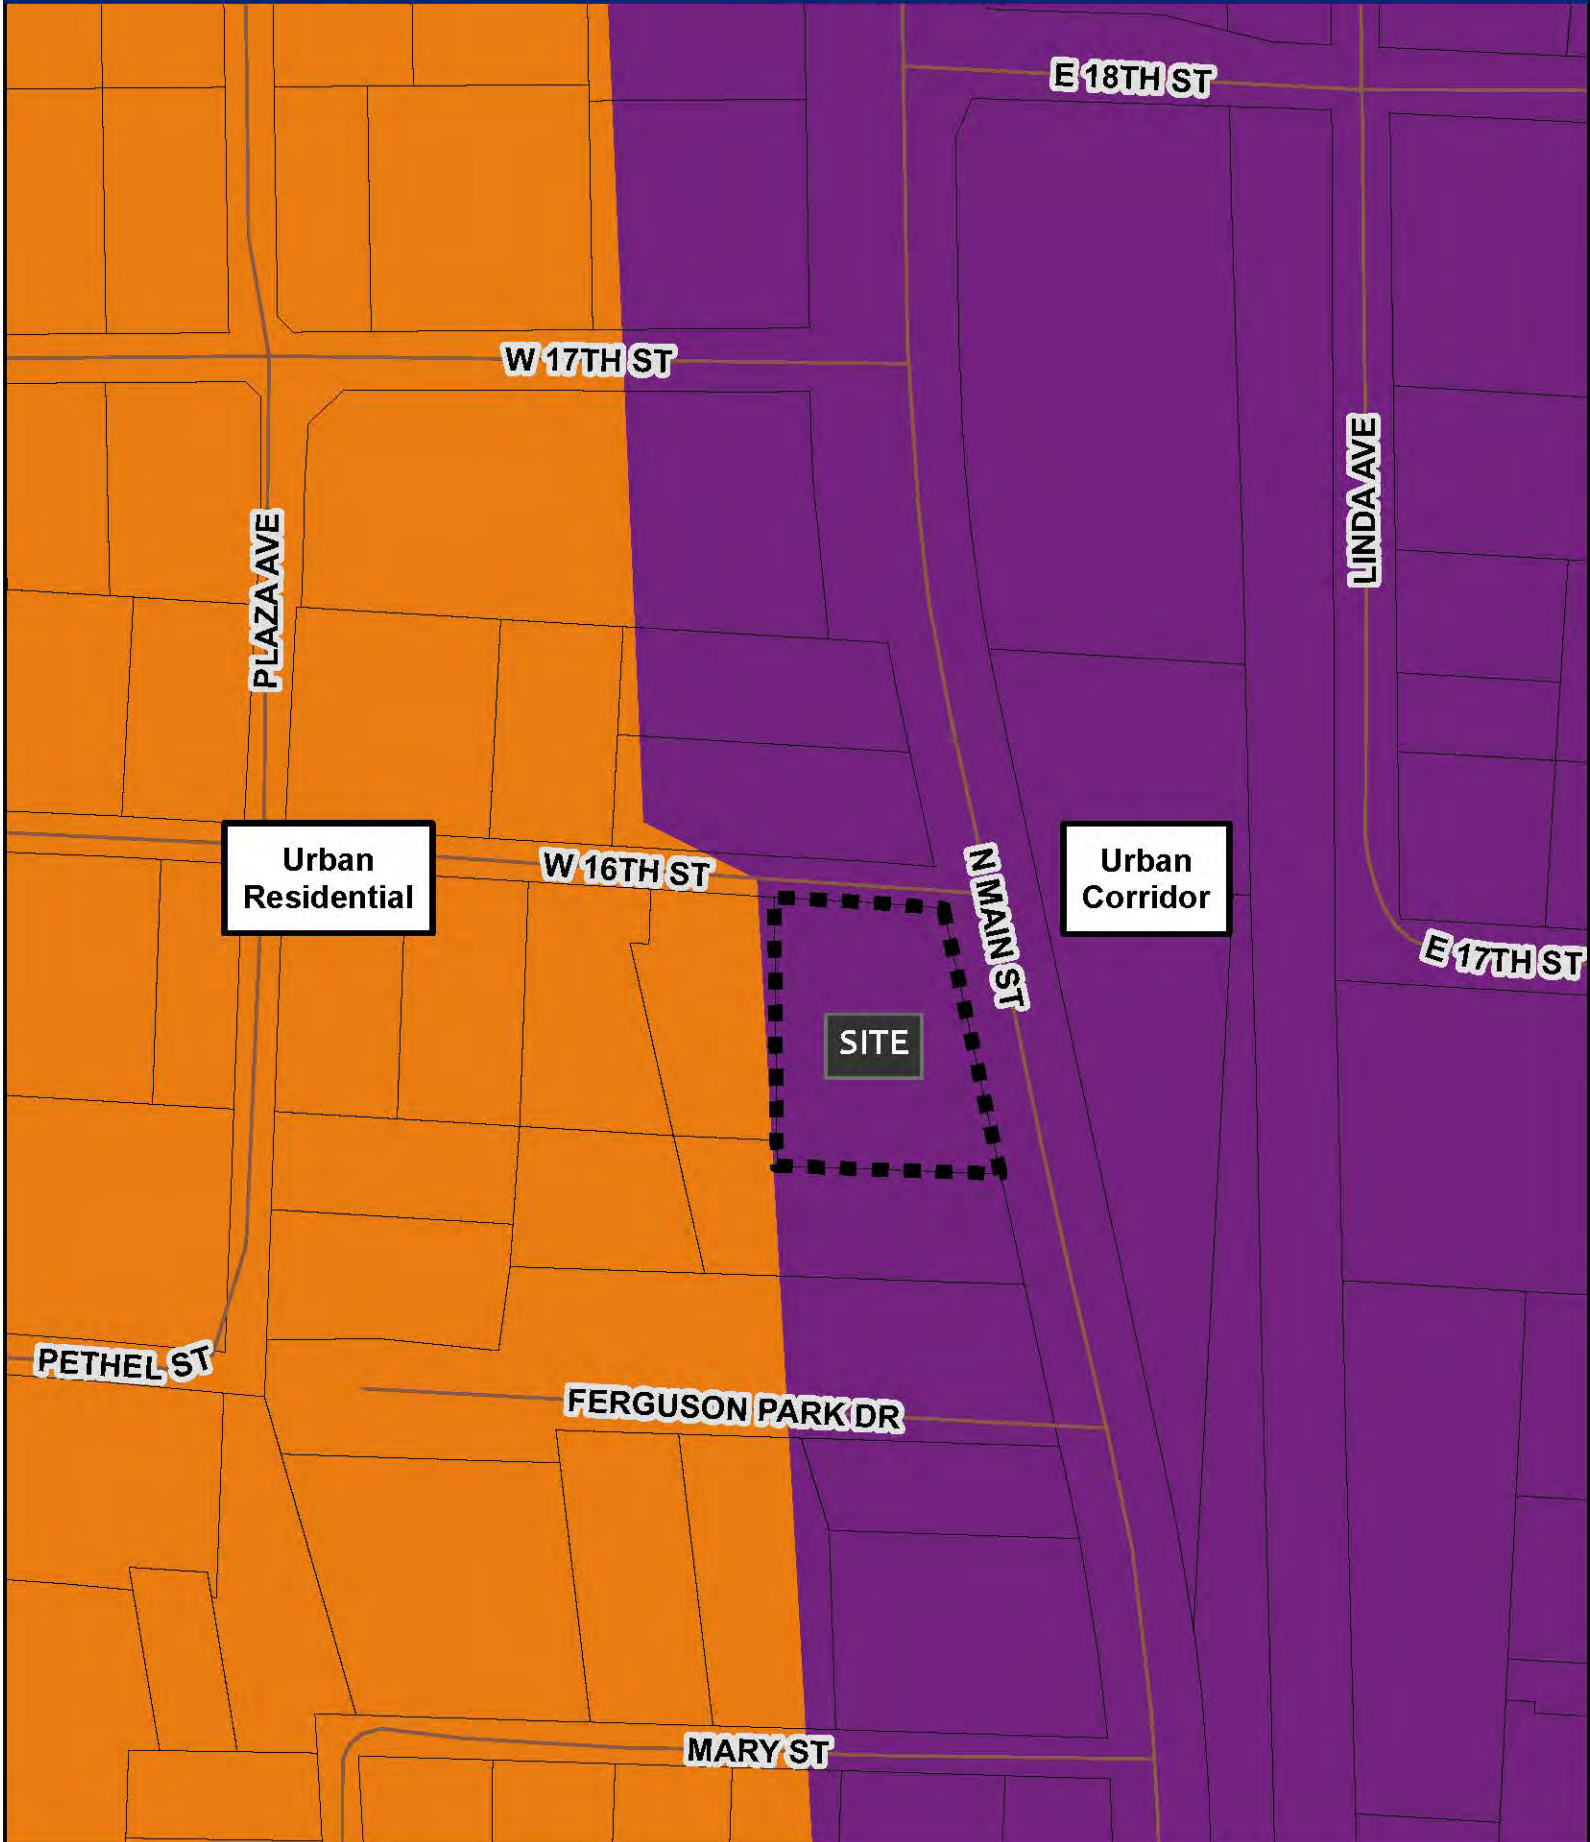 E 18TH ST
W 17TH ST
LINDA AVE
PLAZA AVE
Urban
Residential
W 16TH ST
N MAIN ST
Urban
Corridor
E 17TH ST
SITE
PETHEL ST
FERGUSON PARK DR
MARY ST